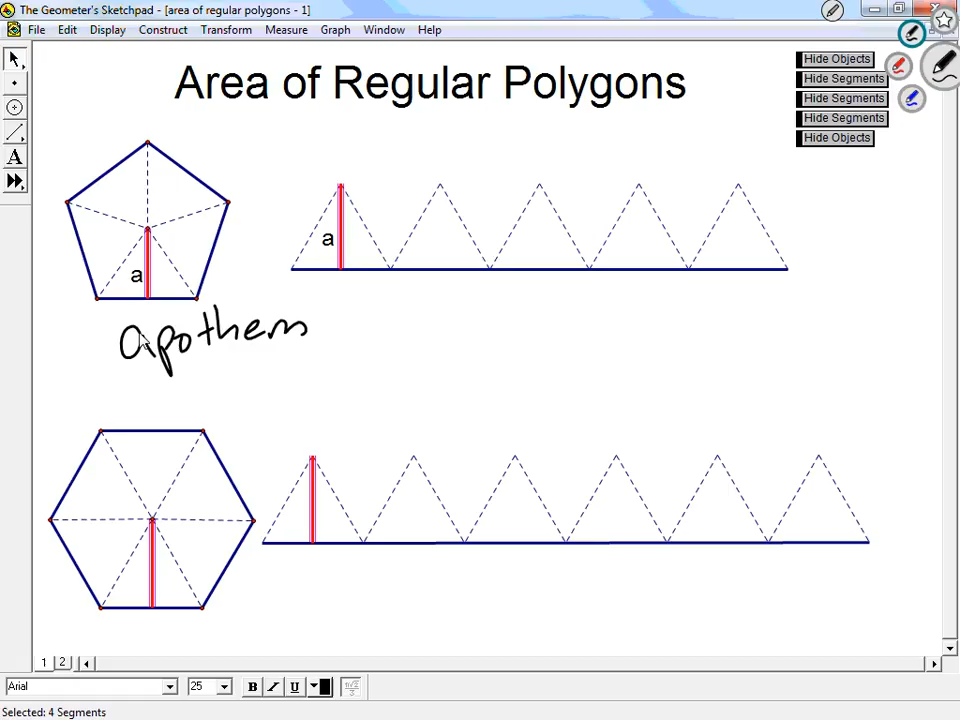 The Geometer's Sketchpad - [area of regular polygons - 1]
File Edit Display Construct Transform Measure Graph Window Help
Area of Regular Polygons
Hide Objects
Hide Segments
Hide Segments
Hide Segments
Hide Objects
A
a
a
apothem
1 2
Arial 25 B I U
Selected: 4 Segments